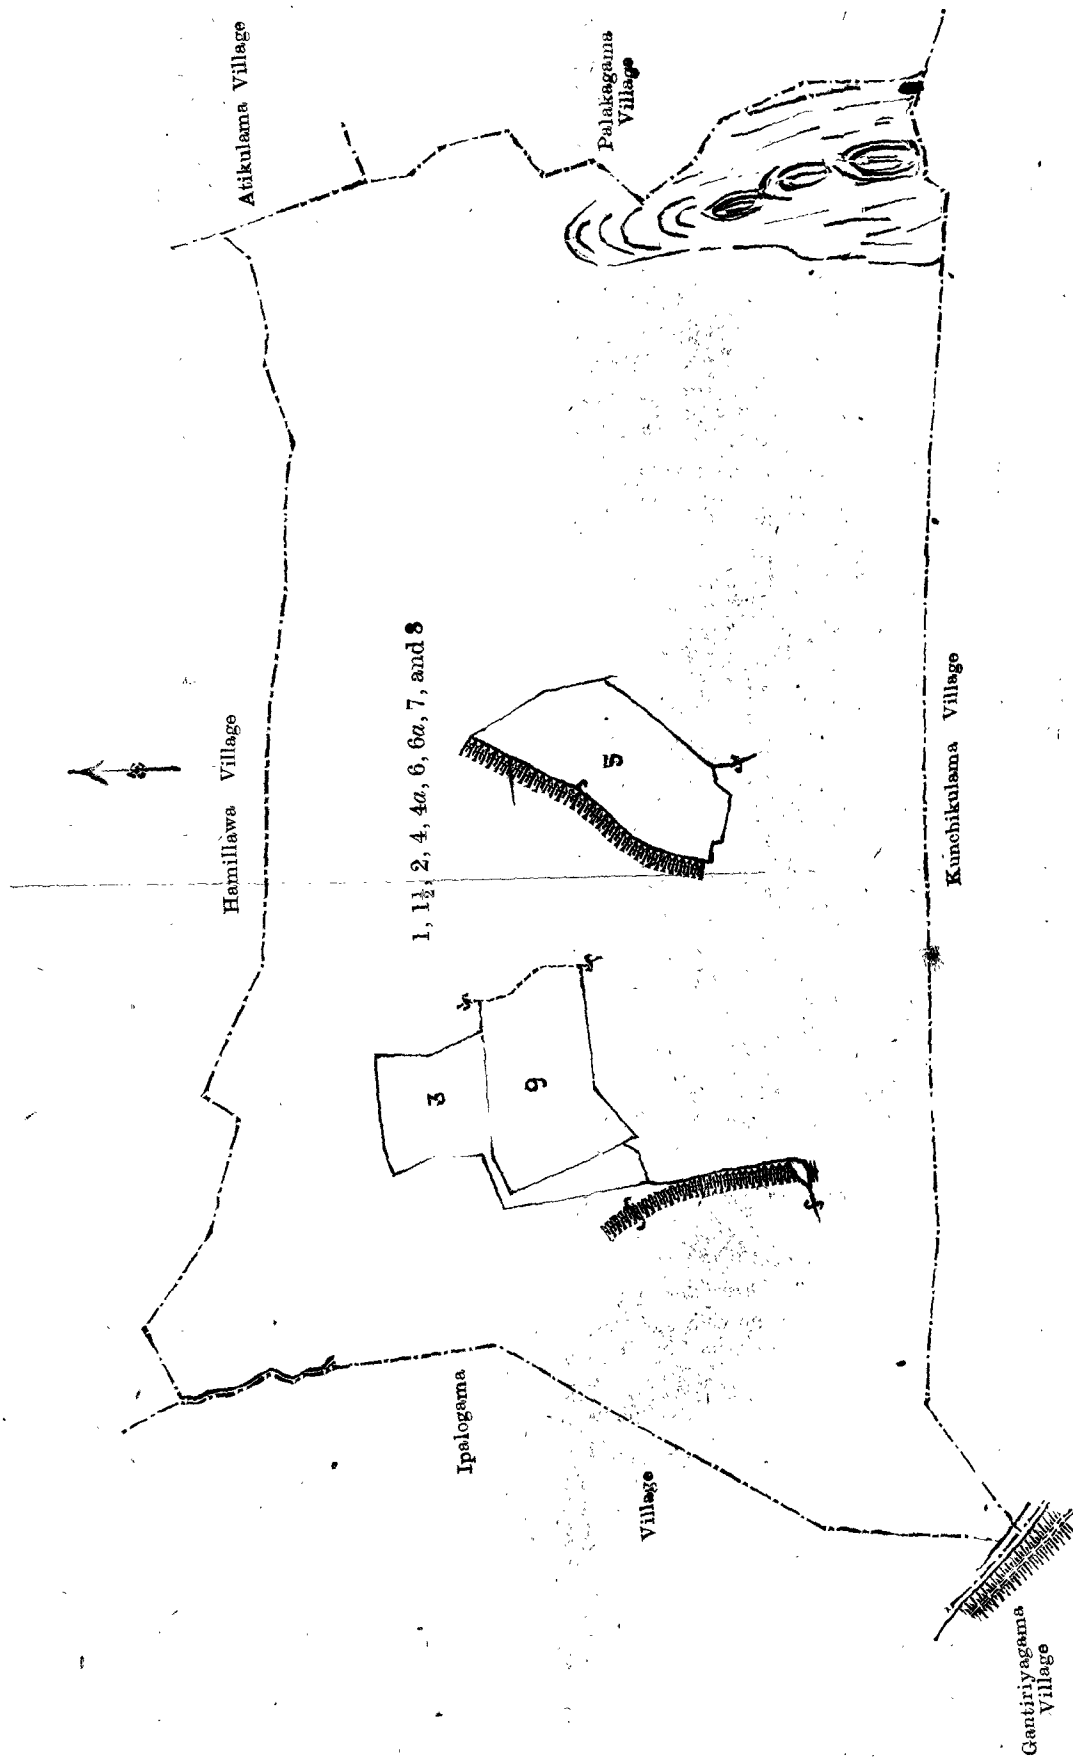 Atikulama Village
Hamillawa Village
1, 1½, 2, 4, 4a, 6, 6a, 7, and 8
3
9
5
Palakagama
Village
Ipalogama
Village
Kunchikulama Village
Gantiriyagama
Village